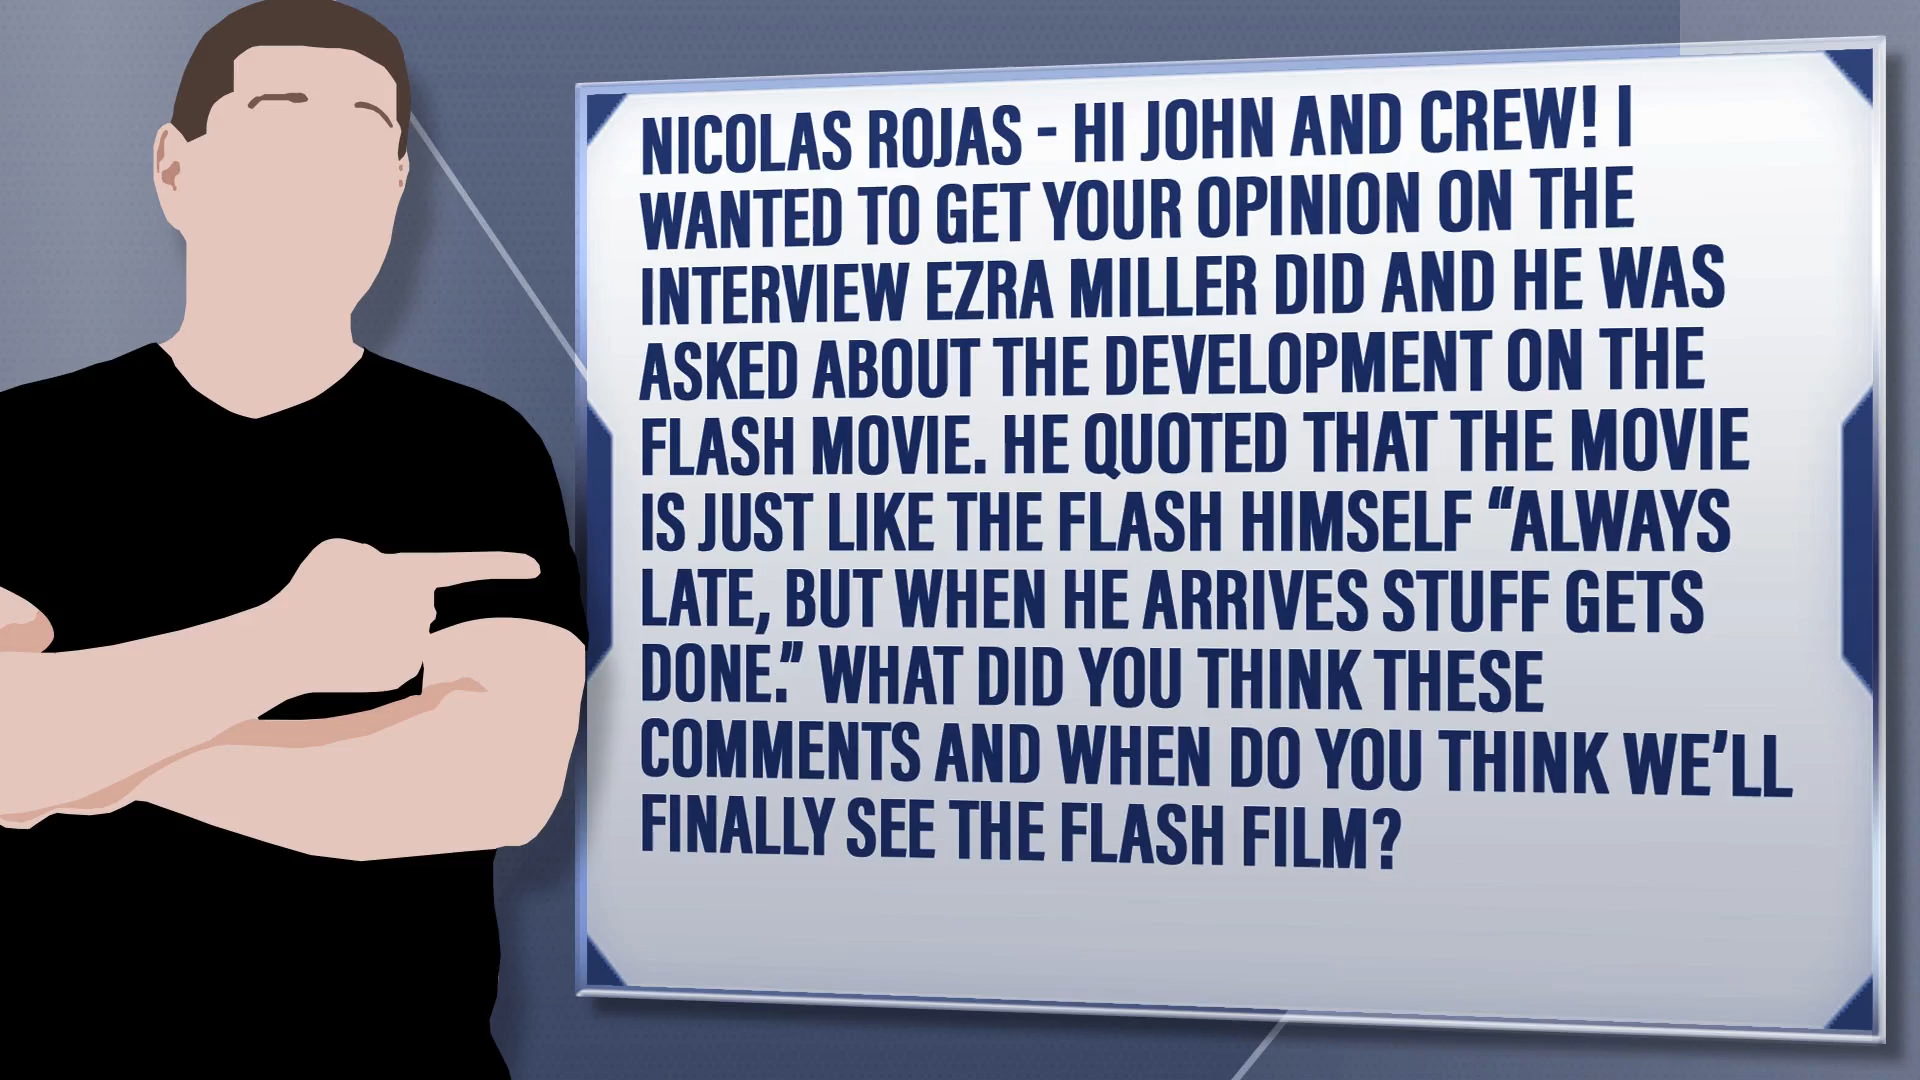 NICOLAS ROJAS - HI JOHN AND CREW! I
WANTED TO GET YOUR OPINION ON THE
INTERVIEW EZRA MILLER DID AND HE WAS
ASKED ABOUT THE DEVELOPMENT ON THE
FLASH MOVIE. HE QUOTED THAT THE MOVIE
IS JUST LIKE THE FLASH HIMSELF “ALWAYS
LATE, BUT WHEN HE ARRIVES STUFF GETS
DONE.” WHAT DID YOU THINK THESE
COMMENTS AND WHEN DO YOU THINK WE’LL
FINALLY SEE THE FLASH FILM?